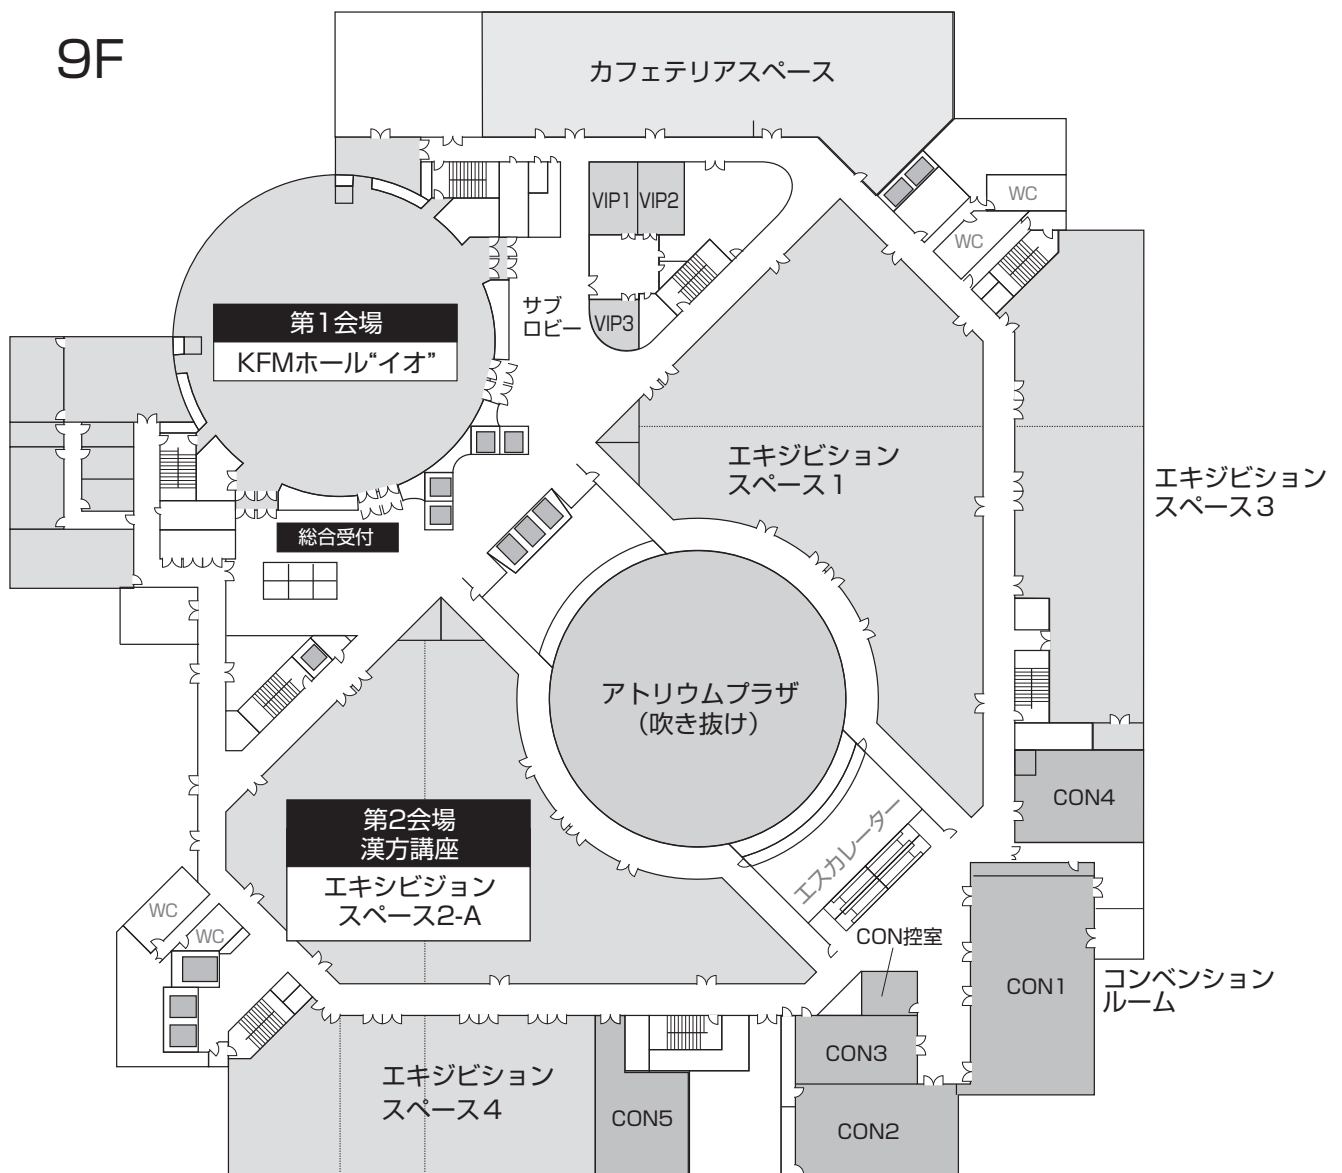 9F
カフェテリアスペース
WC
WC
VIP1
VIP2
VIP3
サブ
ロビー
第1会場
KFMホール“イオ”
エキジビション
スペース1
エキジビション
スペース3
総合受付
アトリウムプラザ
（吹き抜け）
第2会場
漢方講座
エキシビジョン
スペース2-A
エスカレーター
CON4
WC
WC
CON控室
CON1
コンベンション
ルーム
CON3
エキジビション
スペース4
CON5
CON2